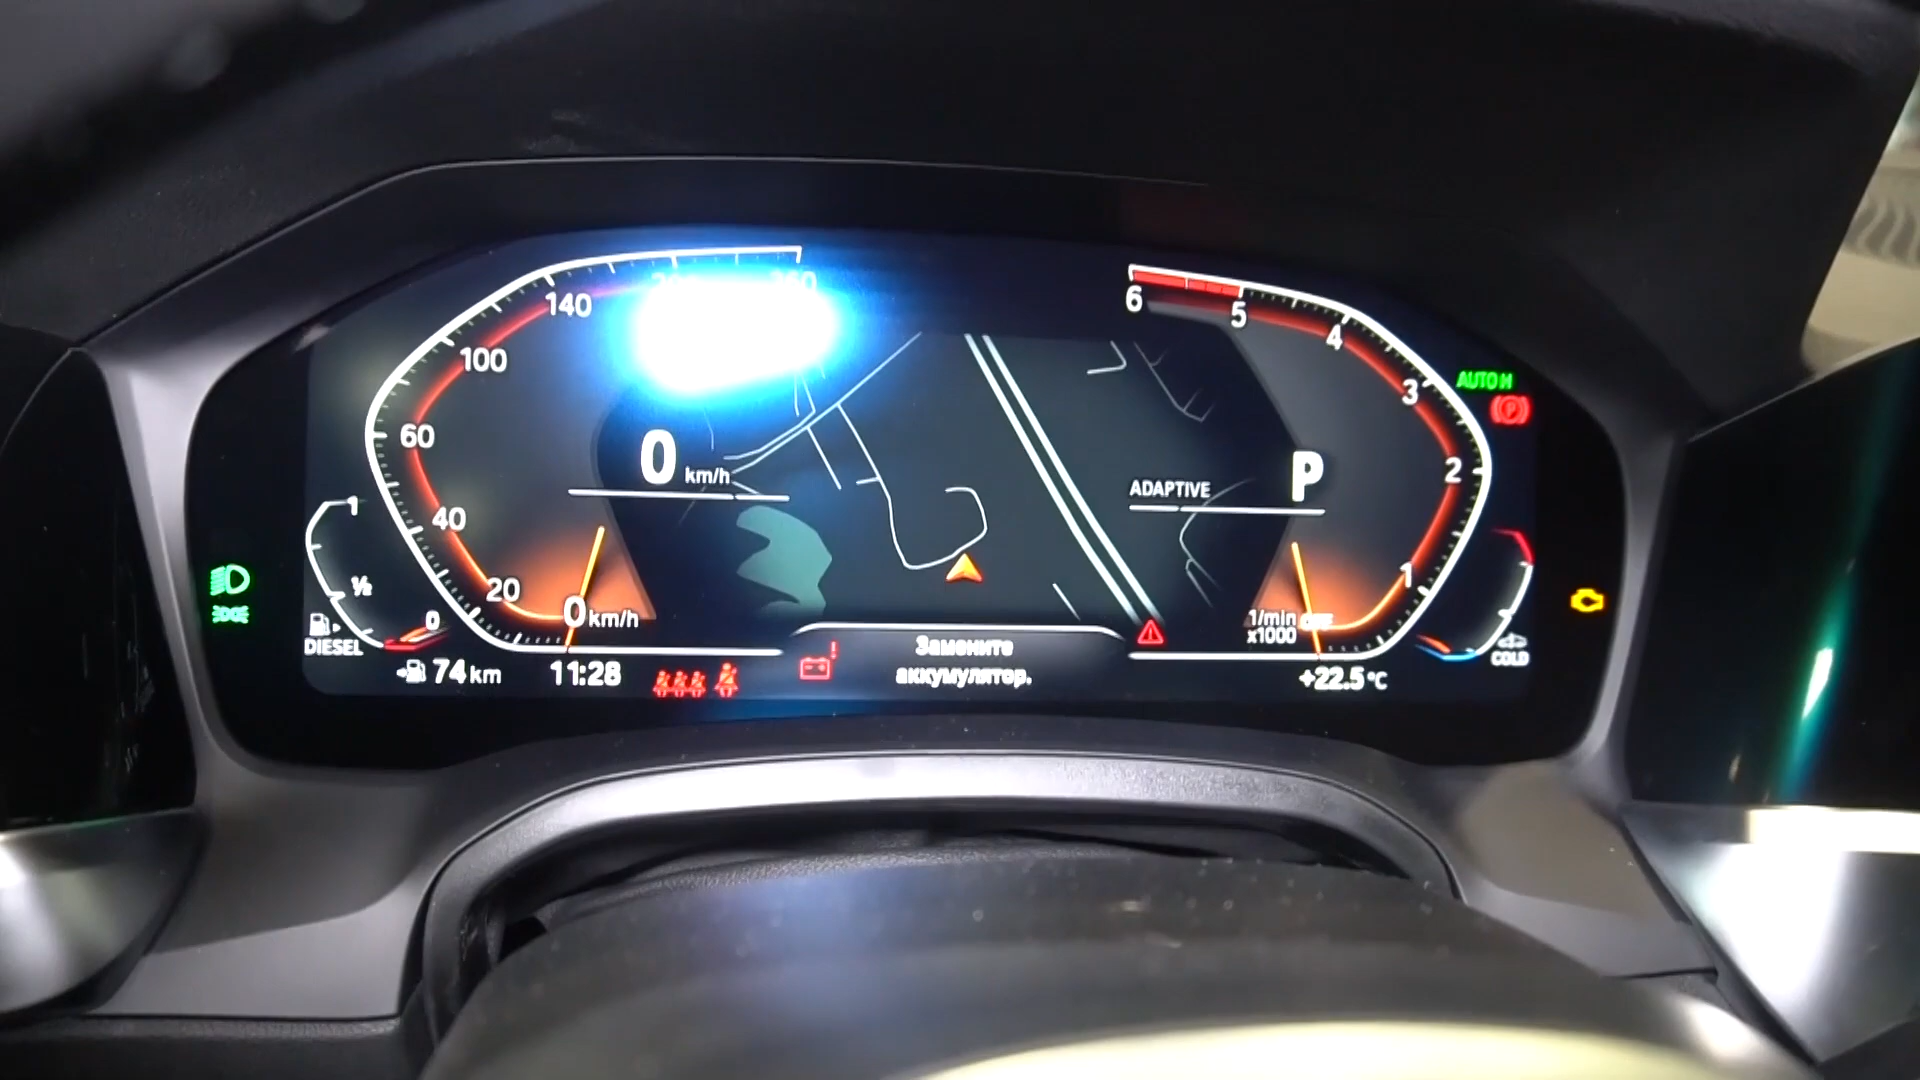 140
100
60
40
20
0 km/h
0 km/h
1
½
0
DIESEL
74 km
11:28
Замените
аккумулятор.
6
5
4
3
2
1
ADAPTIVE
P
1/min
x1000
OFF
AUTO H
P
COLD
+22.5 °C